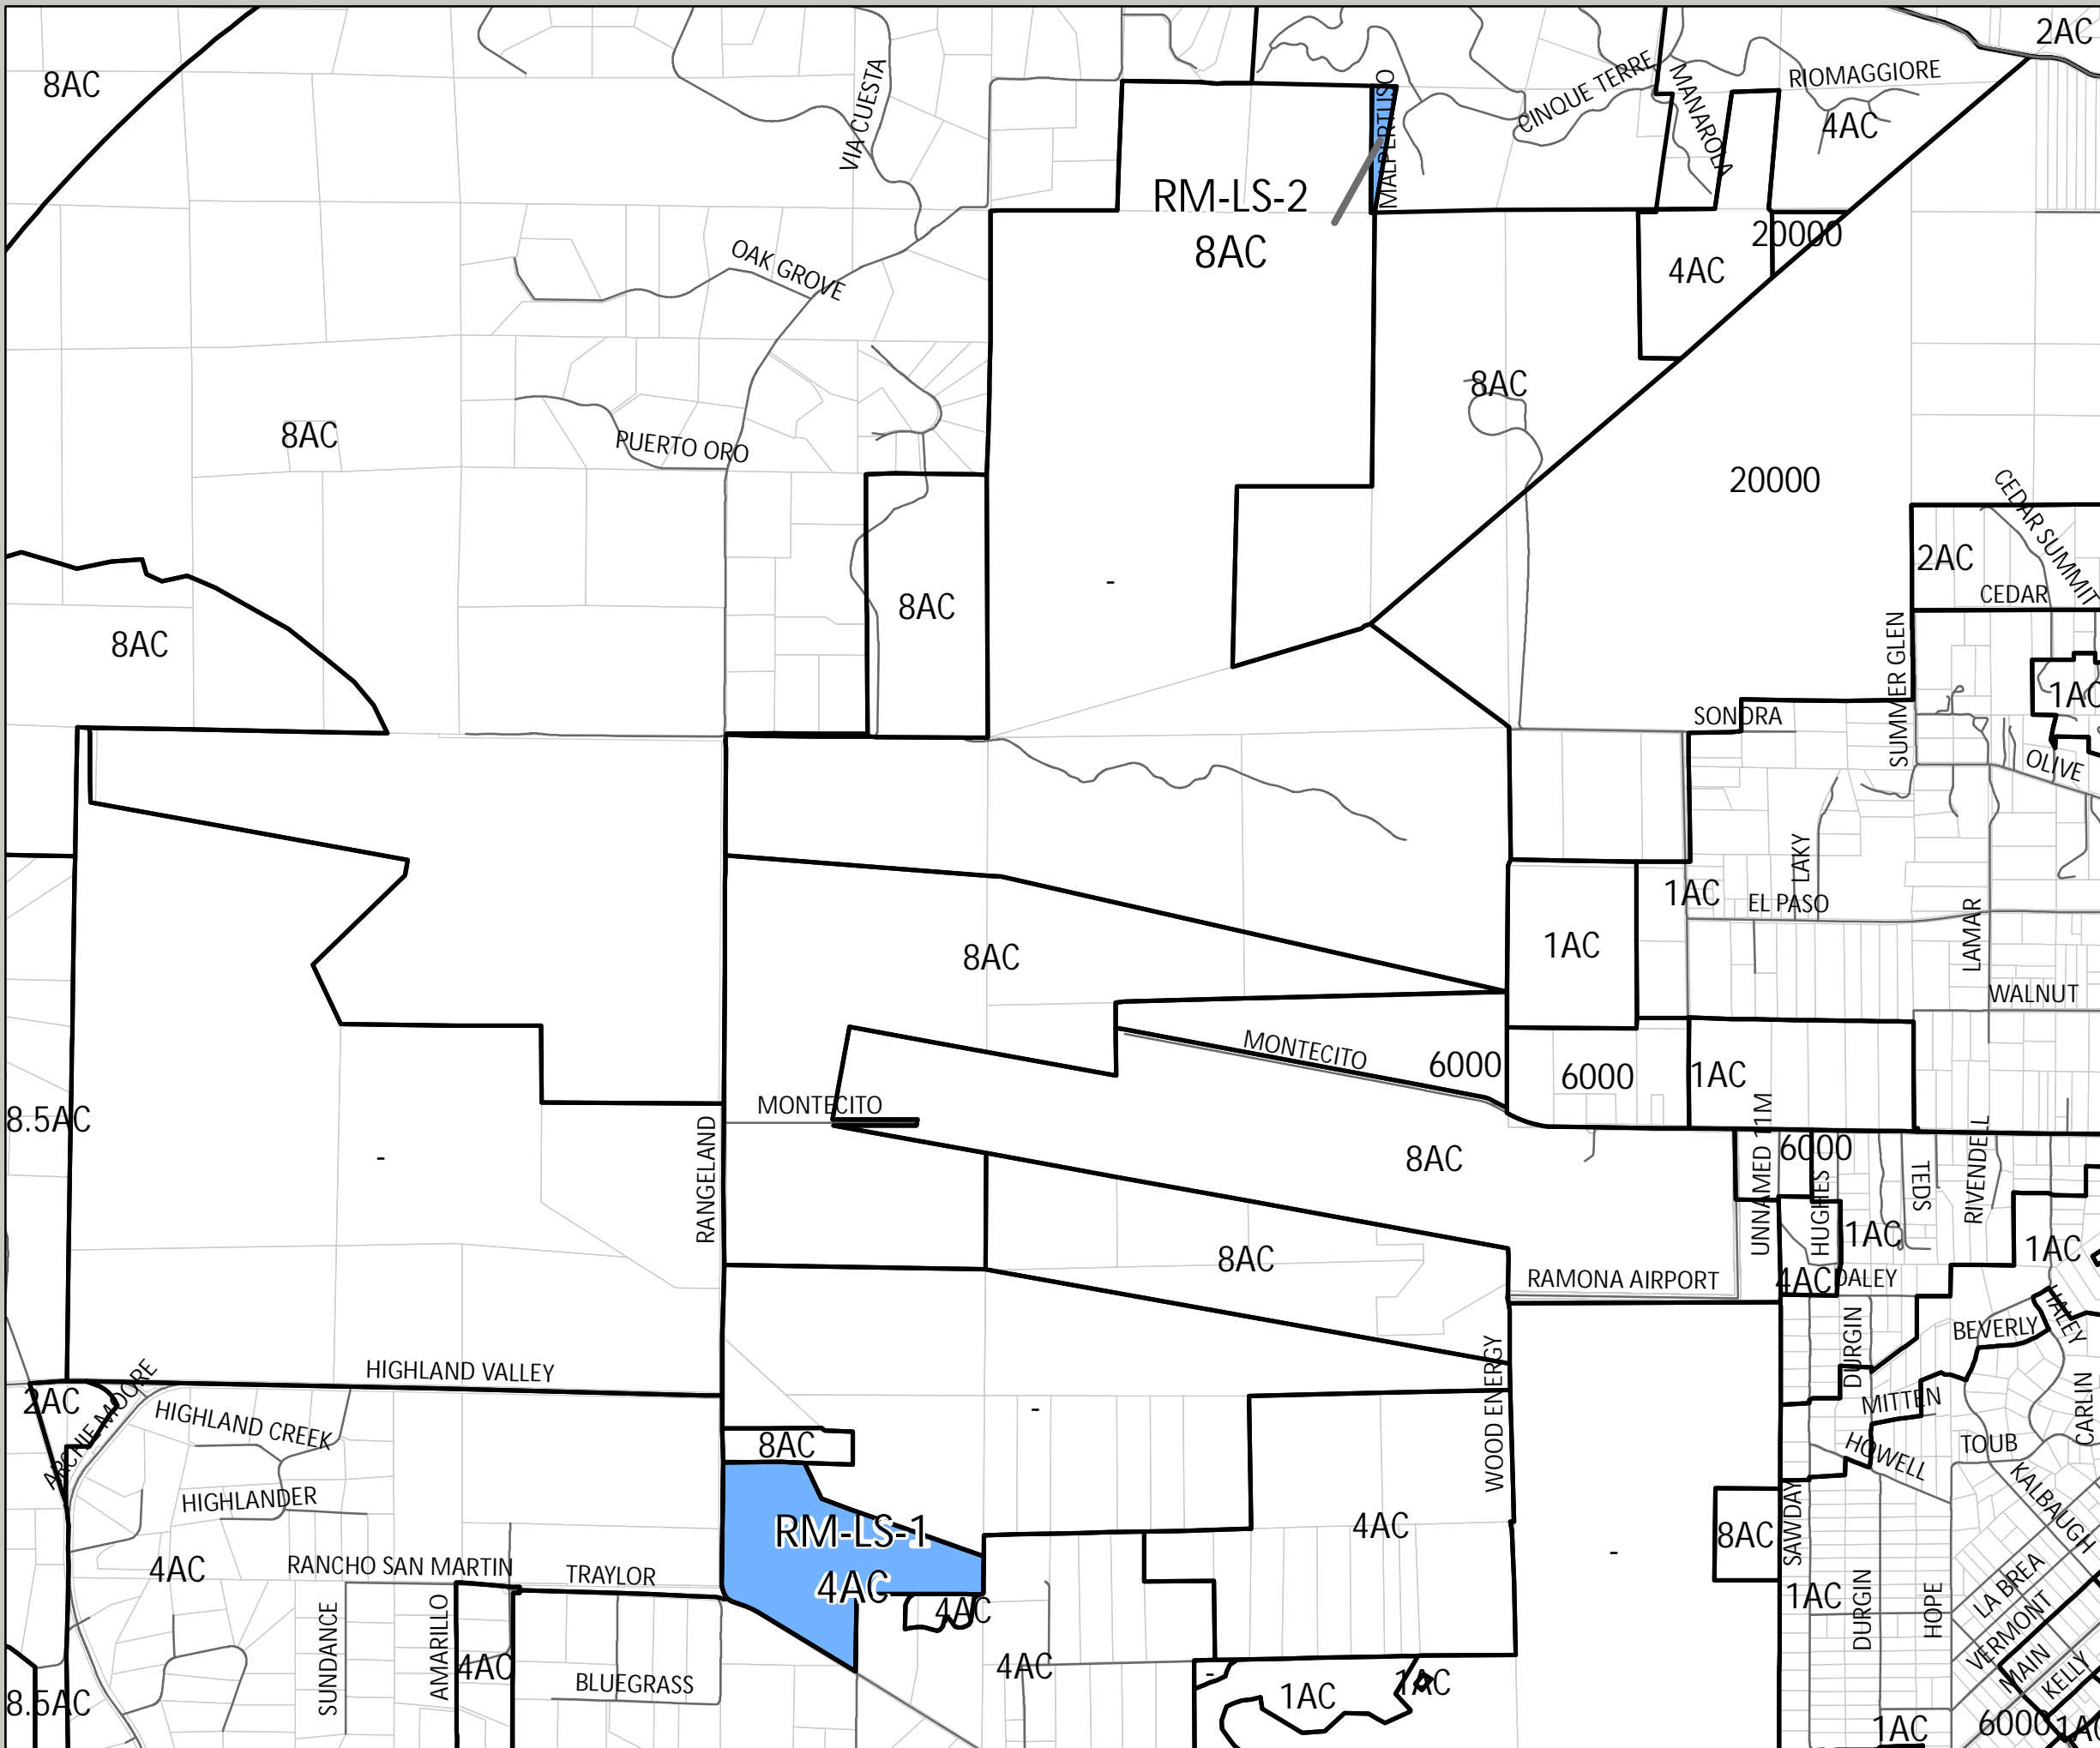 2AC
8AC
VIA CUESTA
MALPERTUSO
CINQUE TERRE
MANAROLA
RIOMAGGIORE
4AC
RM-LS-2
8AC
OAK GROVE
20000
4AC
8AC
8AC
PUERTO ORO
20000
CEDAR SUMMIT
2AC
CEDAR
8AC
8AC
-
SUMMER GLEN
1AC
SONORA
OLIVE
LAKY
1AC
EL PASO
LAMAR
8AC
1AC
WALNUT
MONTECITO
6000
6000
1AC
MONTECITO
8.5AC
RANGELAND
-
8AC
UNNAMED 11M
6000
HUGHES
TEDS
RIVENDELL
1AC
1AC
8AC
RAMONA AIRPORT
4AC
DALEY
HALEY
DURGIN
BEVERLY
WOOD ENERGY
HIGHLAND VALLEY
2AC
ARCHIE MOORE
HIGHLAND CREEK
-
MITTEN
CARLIN
8AC
HOWELL
TOUB
HIGHLANDER
KALBAUGH
RM-LS-1
4AC
4AC
8AC
SAWDAY
-
4AC
RANCHO SAN MARTIN
TRAYLOR
4AC
1AC
DURGIN
HOPE
LA BREA
VERMONT
MAIN
KELLY
SUNDANCE
AMARILLO
4AC
BLUEGRASS
4AC
-
1AC
1AC
8.5AC
1AC
6000
1AC